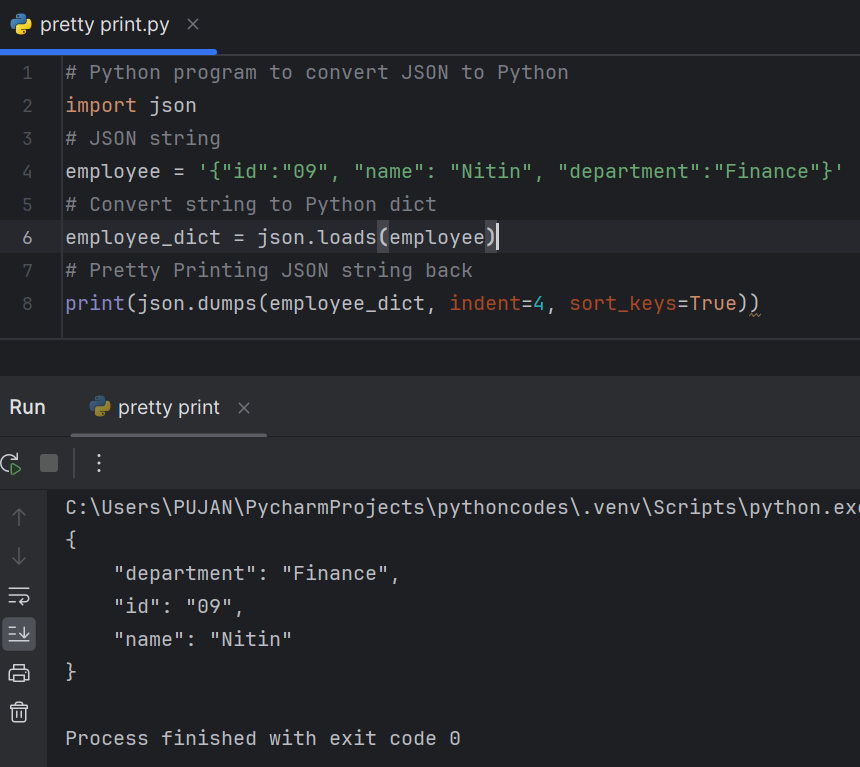 pretty print.py
1 # Python program to convert JSON to Python
2 import json
3 # JSON string
4 employee = '{"id":"09", "name": "Nitin", "department":"Finance"}'
5 # Convert string to Python dict
6 employee_dict = json.loads(employee)
7 # Pretty Printing JSON string back
8 print(json.dumps(employee_dict, indent=4, sort_keys=True))
Run pretty print
C:\Users\PUJAN\PycharmProjects\pythoncodes\.venv\Scripts\python.exe
{
    "department": "Finance",
    "id": "09",
    "name": "Nitin"
}
Process finished with exit code 0